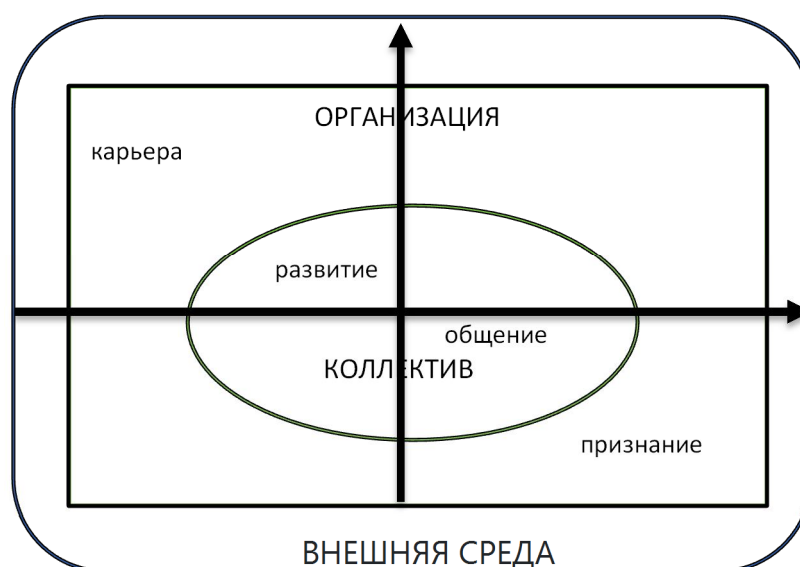 ОРГАНИЗАЦИЯ
карьера
развитие
общение
КОЛЛЕКТИВ
признание
ВНЕШНЯЯ СРЕДА